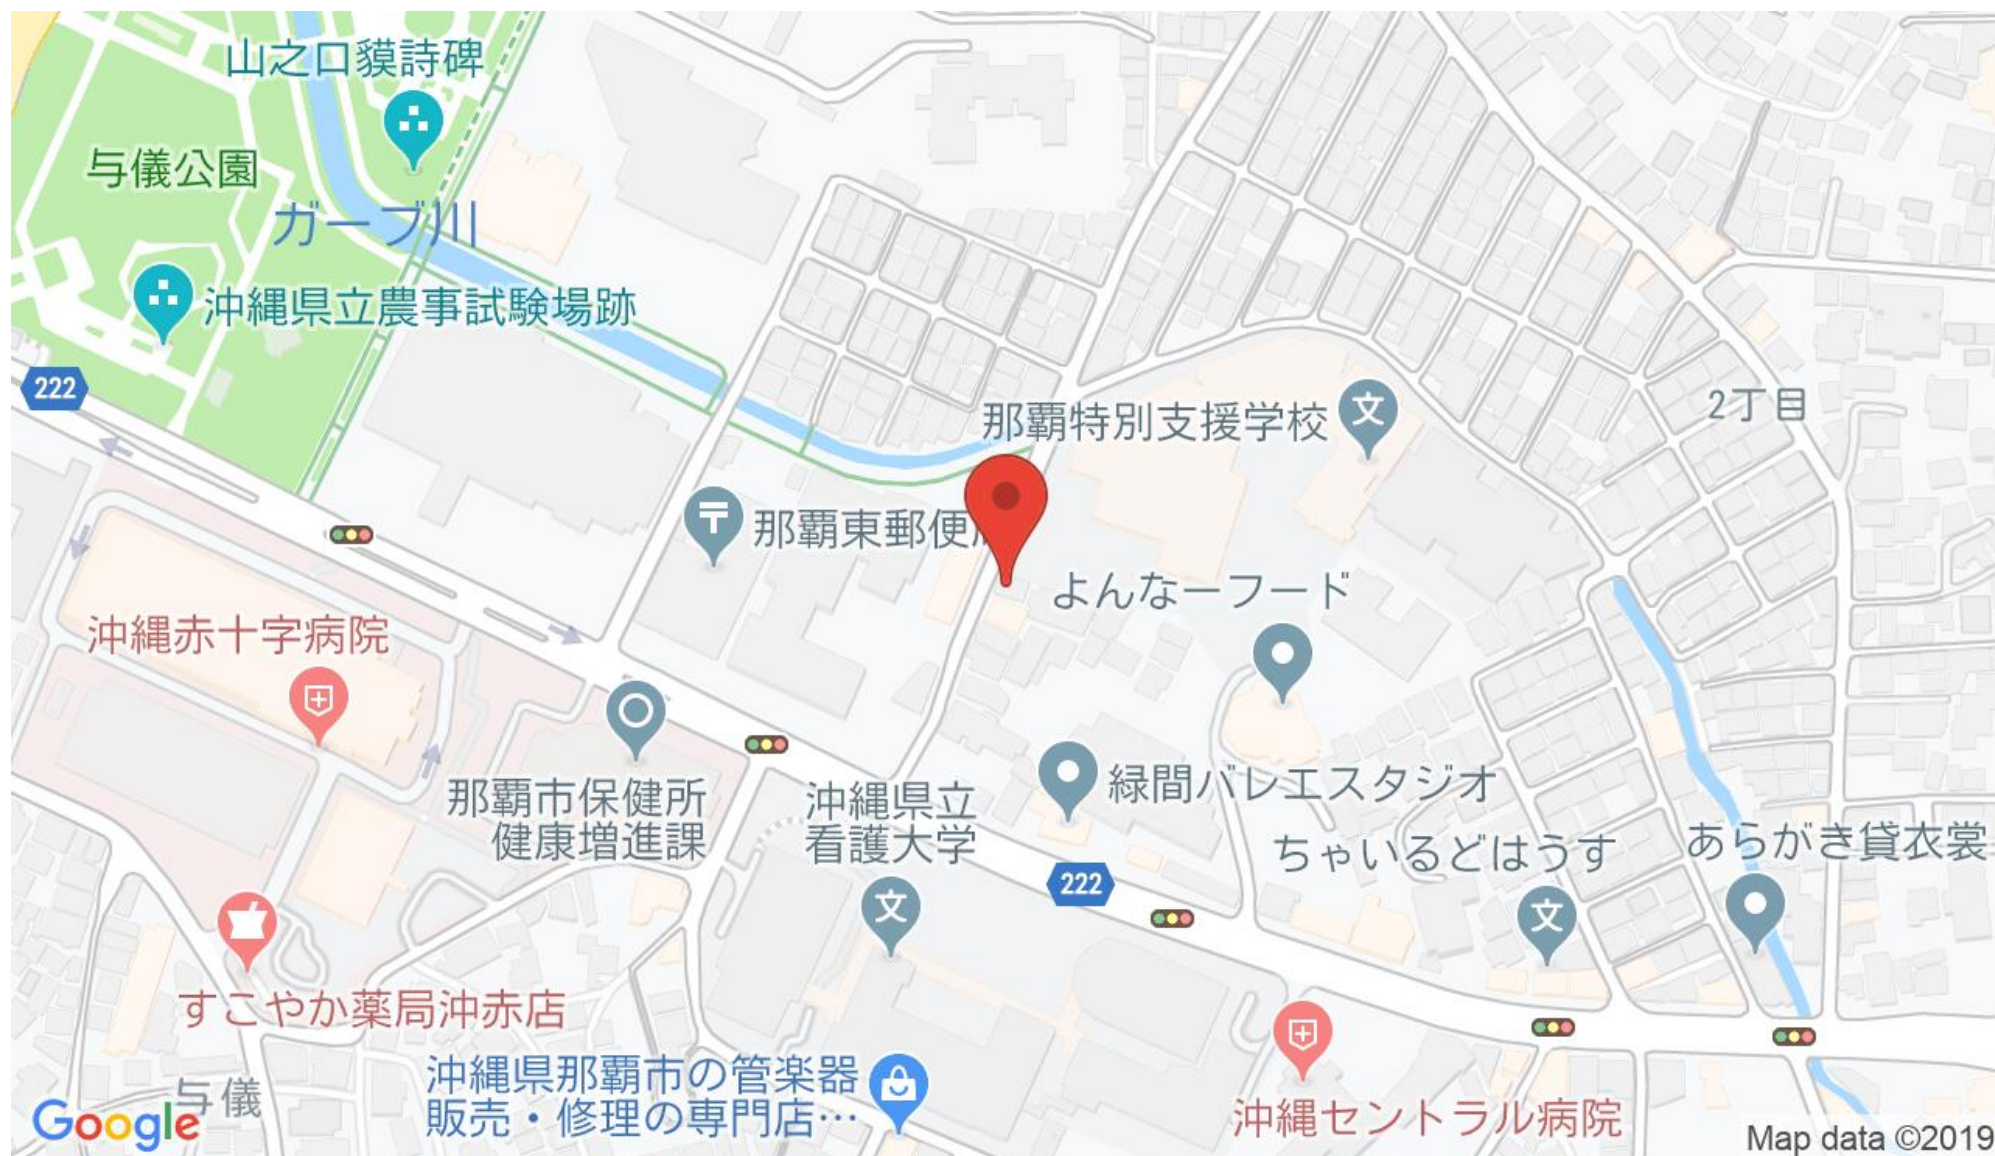 山之口貘詩碑
与儀公園
ガーブ川
沖縄県立農事試験場跡
222
那覇特別支援学校
文
2丁目
〒
那覇東郵便
よんなーフード
沖縄赤十字病院
那覇市保健所
健康増進課
沖縄県立
看護大学
文
緑間バレエスタジオ
222
ちゃいるどはうす
文
あらがき貸衣裳
すこやか薬局沖赤店
沖縄県那覇市の管楽器
販売・修理の専門店…
与儀
沖縄セントラル病院
Google
Map data ©2019